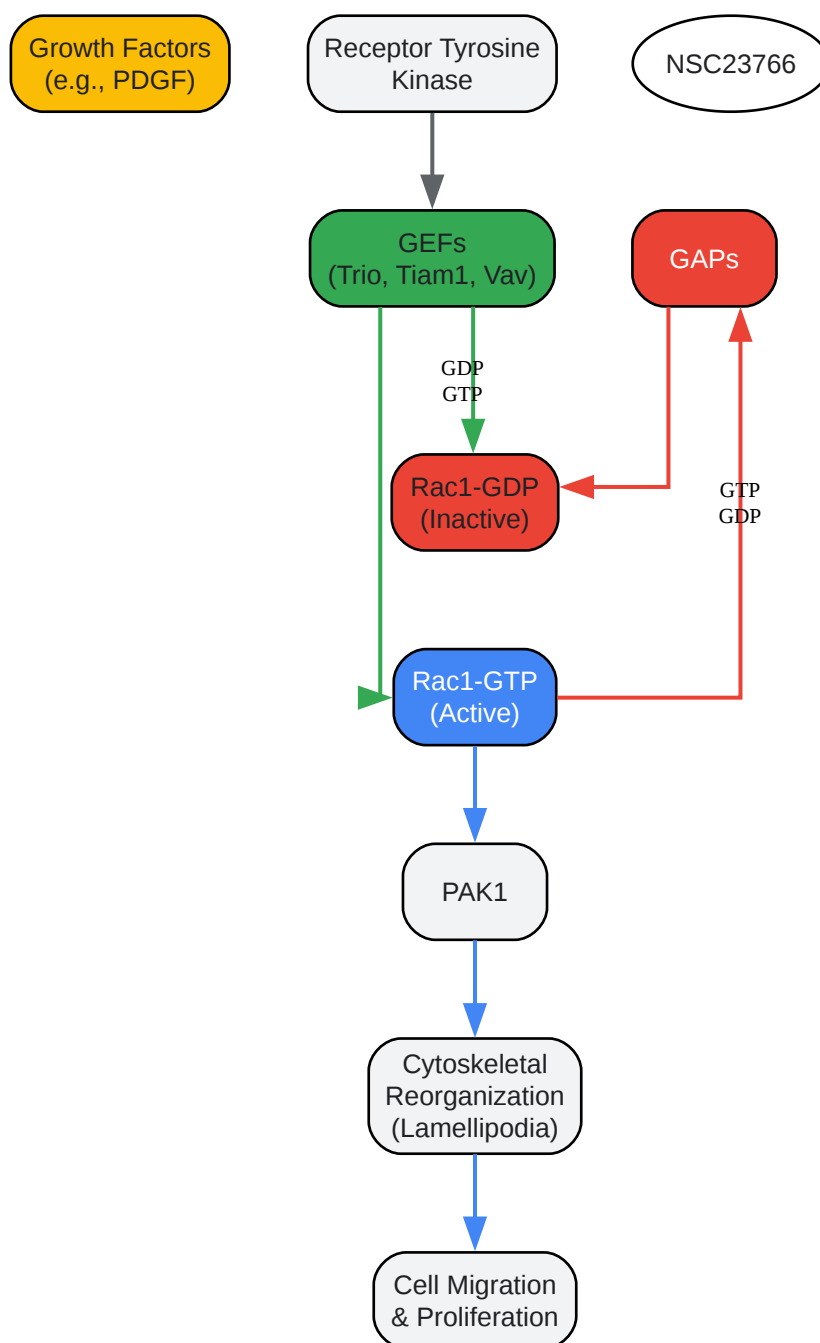 Growth Factors
(e.g., PDGF)
Receptor Tyrosine
Kinase
NSC23766
GEFs
(Trio, Tiam1, Vav)
GAPs
GDP
GTP
Rac1-GDP
(Inactive)
GTP
GDP
Rac1-GTP
(Active)
PAK1
Cytoskeletal
Reorganization
(Lamellipodia)
Cell Migration
& Proliferation